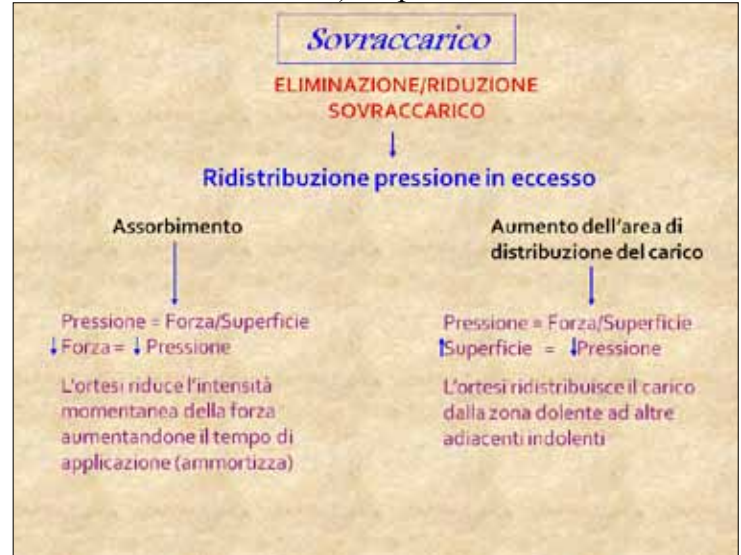 Sovraccarico
ELIMINAZIONE/RIDUZIONE
SOVRACCARICO
↓
Ridistribuzione pressione in eccesso
Assorbimento
Pressione = Forza/Superficie
↓Forza = ↓Pressione
L'ortesi riduce l'intensità
momentanea della forza
aumentandone il tempo di
applicazione (ammortizza)
Aumento dell'area di
distribuzione del carico
Pressione = Forza/Superficie
↑Superficie = ↓Pressione
L'ortesi ridistribuisce il carico
dalla zona dolente ad altre
adiacenti indolenti